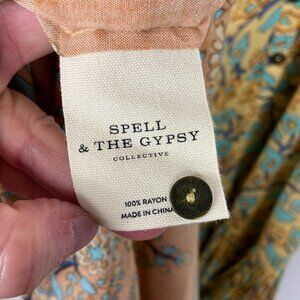 SPELL
& THE GYPSY
COLLECTIVE
100% RAYON
MADE IN CHINA